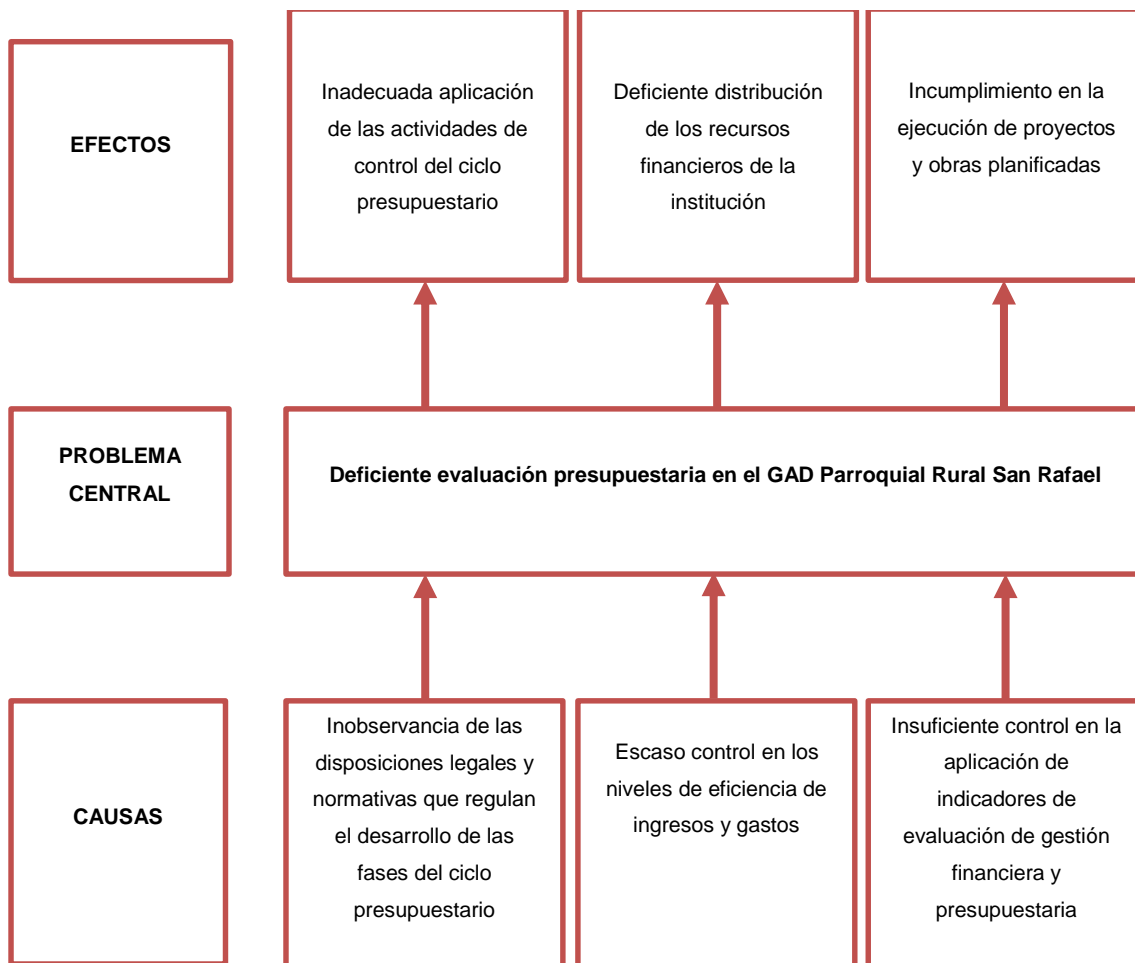 EFECTOS
Inadecuada aplicación
de las actividades de
control del ciclo
presupuestario
Deficiente distribución
de los recursos
financieros de la
institución
Incumplimiento en la
ejecución de proyectos
y obras planificadas
PROBLEMA
CENTRAL
Deficiente evaluación presupuestaria en el GAD Parroquial Rural San Rafael
CAUSAS
Inobservancia de las
disposiciones legales y
normativas que regulan
el desarrollo de las
fases del ciclo
presupuestario
Escaso control en los
niveles de eficiencia de
ingresos y gastos
Insuficiente control en la
aplicación de
indicadores de
evaluación de gestión
financiera y
presupuestaria